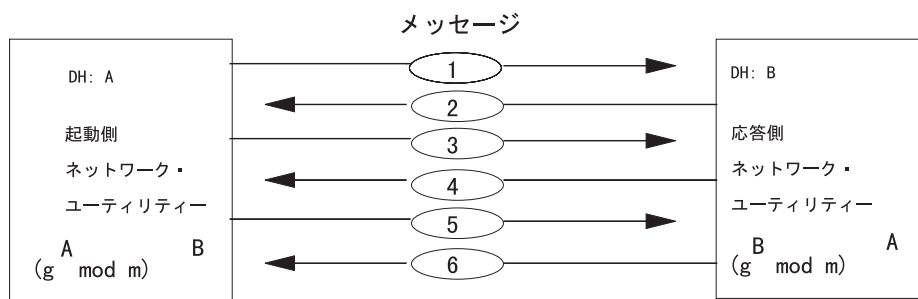 メッセージ
DH: A
起動側
ネットワーク・
ユーティリティー
A B
(g mod m)
1
2
3
4
5
6
DH: B
応答側
ネットワーク・
ユーティリティー
B A
(g mod m)